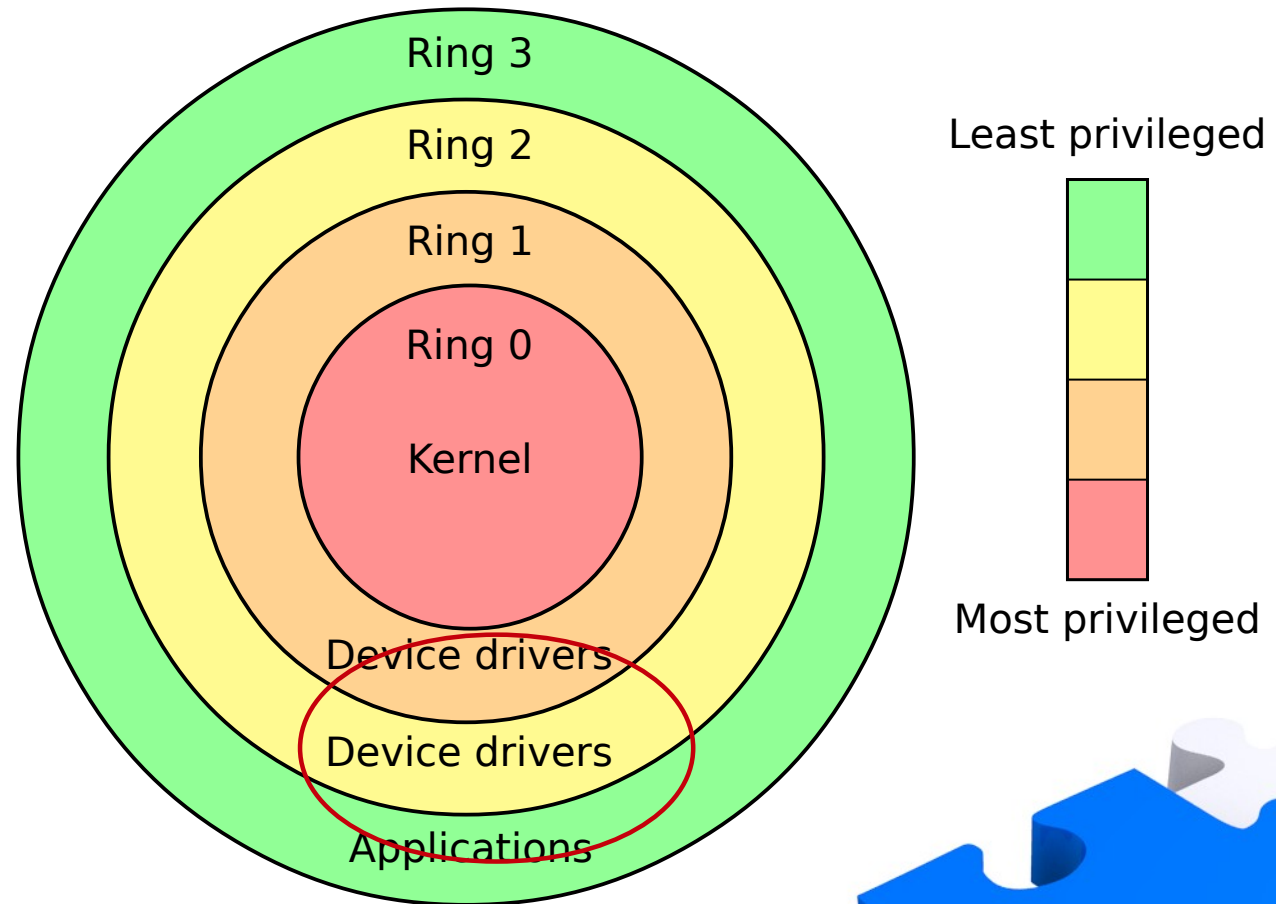 Ring 3
Ring 2
Ring 1
Ring 0
Kernel
Device drivers
Device drivers
Applications
Least privileged
Most privileged